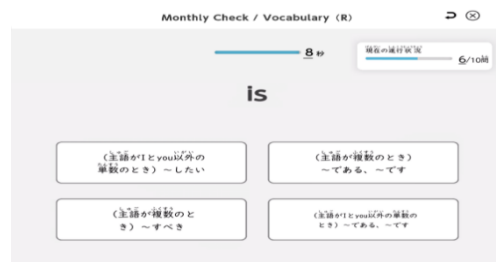 Monthly Check / Vocabulary (R)
8 秒
現在の進行状況
6/10問
is
(主語がIとyou以外の
単数のとき) ~したい
(主語が複数のとき)
~である、~です
(主語が複数のと
き) ~すべき
(主語がIとyou以外の単数の
とき) ~である、~です